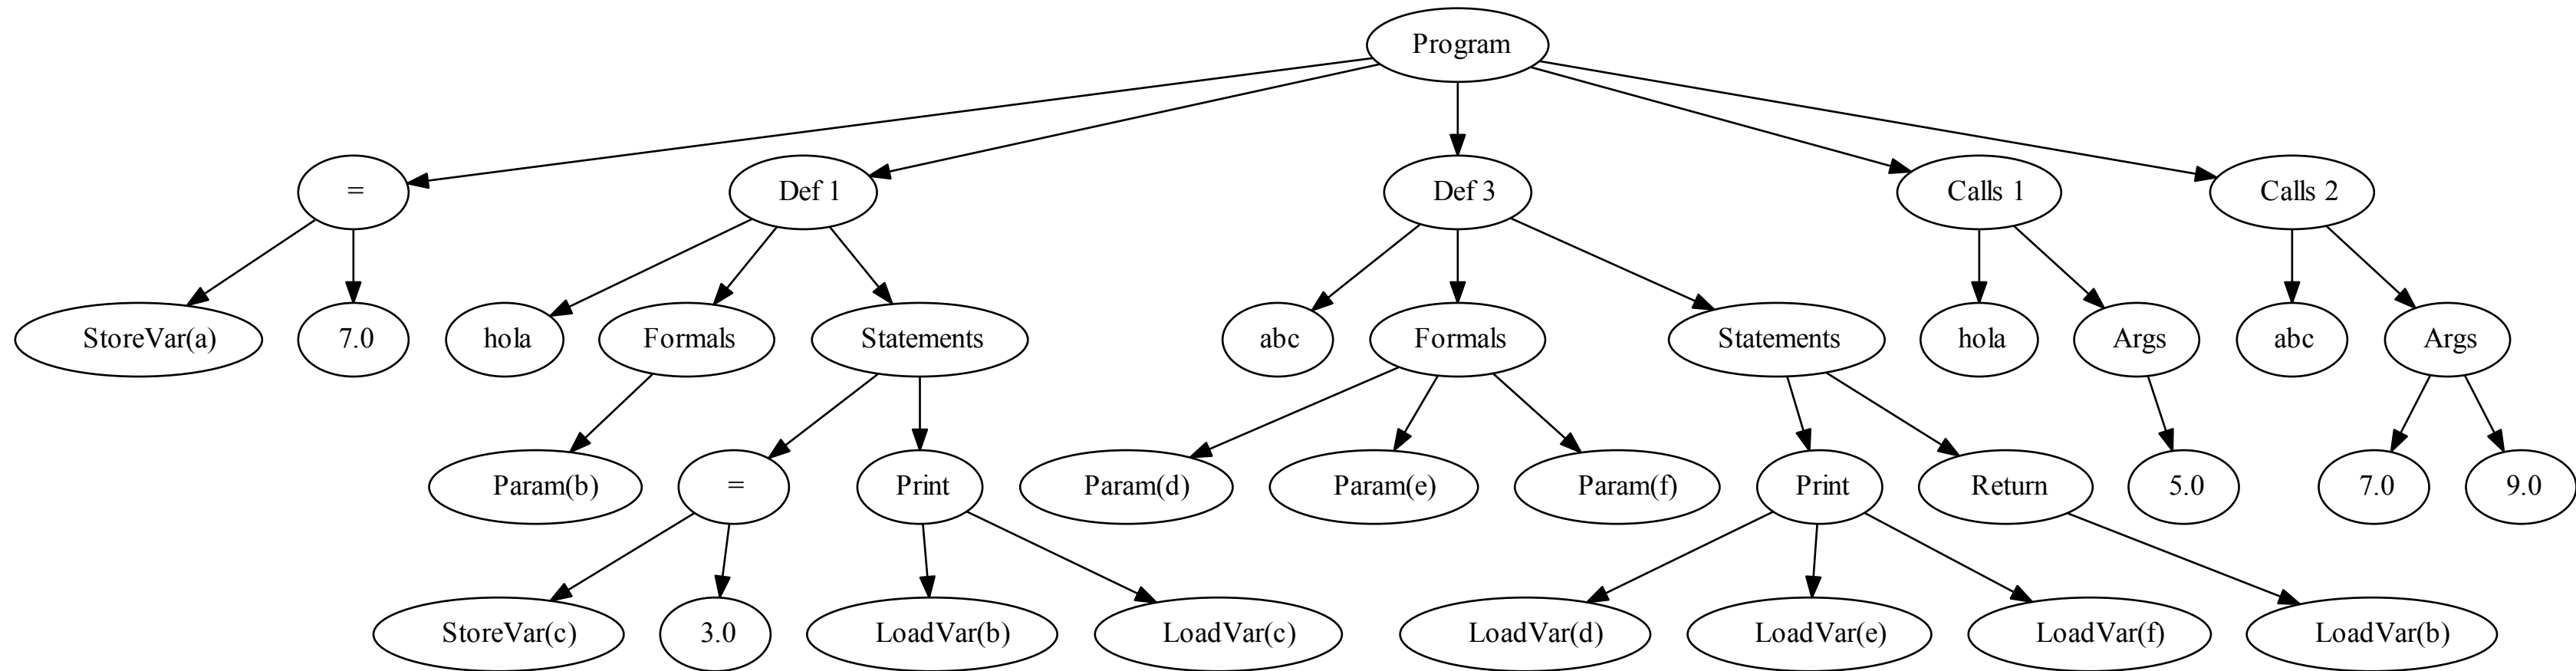 Program
=
Def 1
Def 3
Calls 1
Calls 2
StoreVar(a)
7.0
hola
Formals
Statements
abc
Formals
Statements
hola
Args
abc
Args
Param(b)
=
Print
Param(d)
Param(e)
Param(f)
Print
Return
5.0
7.0
9.0
StoreVar(c)
3.0
LoadVar(b)
LoadVar(c)
LoadVar(d)
LoadVar(e)
LoadVar(f)
LoadVar(b)